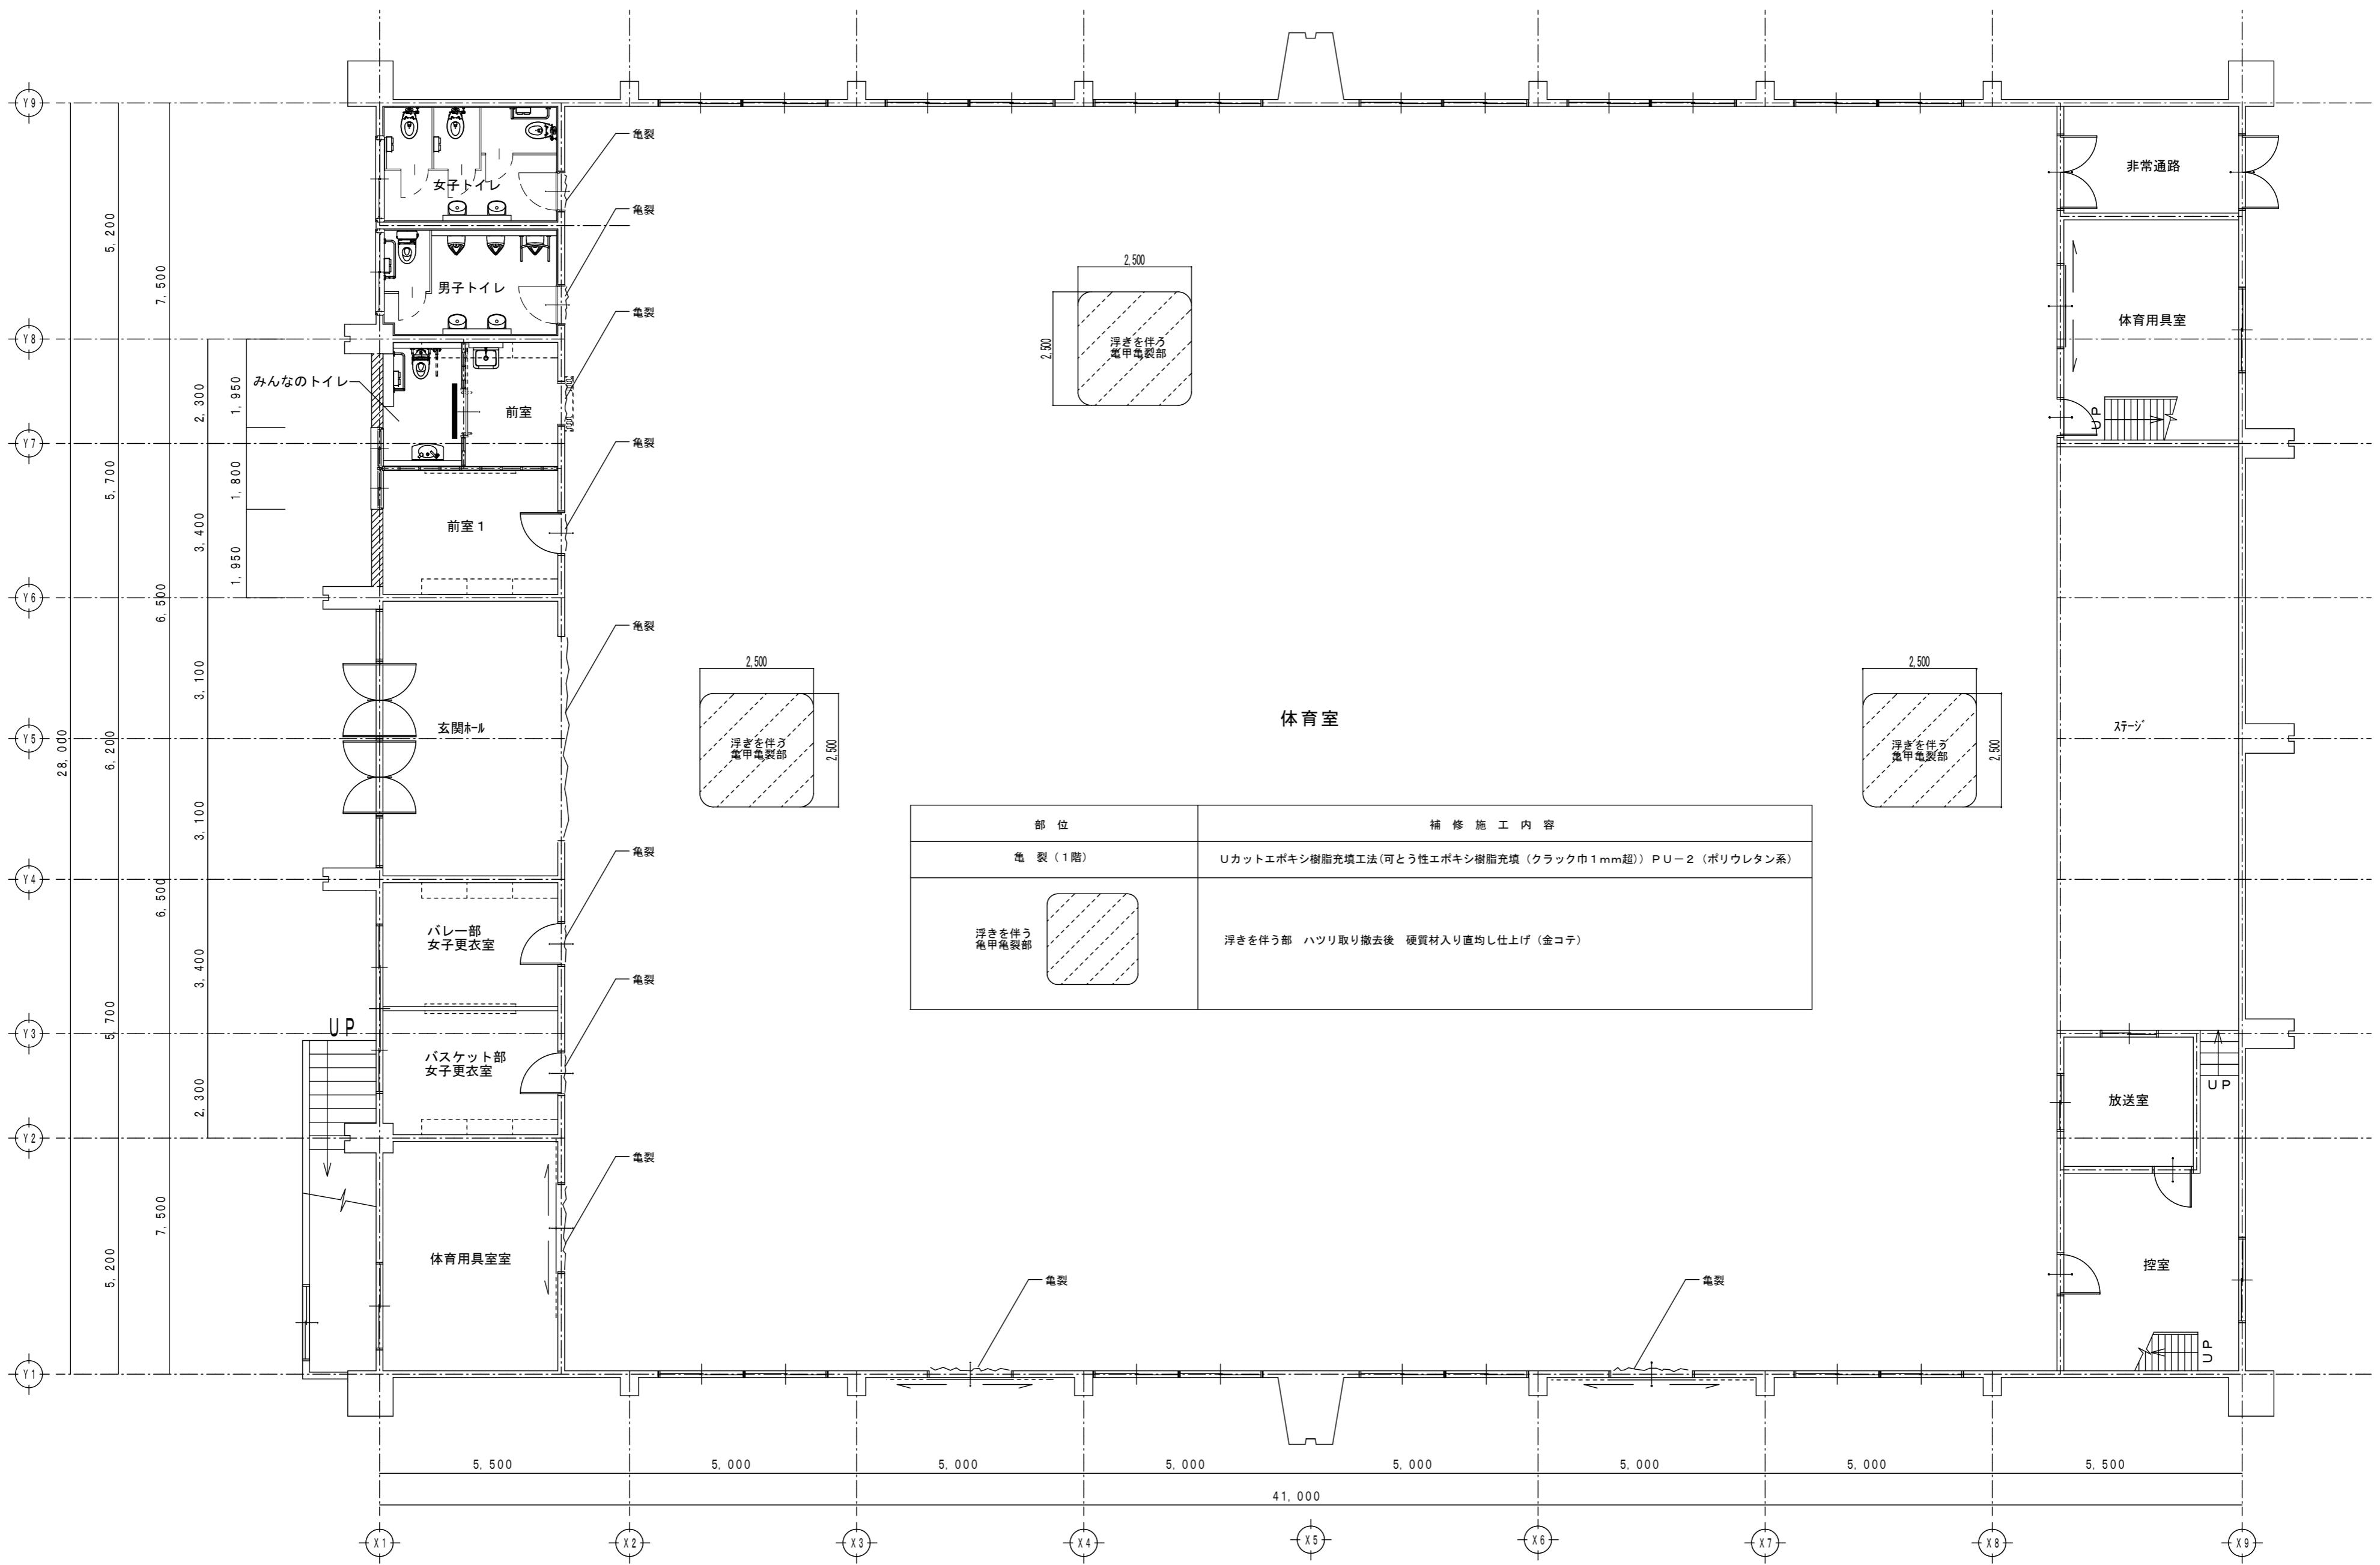 Y9
Y8
Y7
Y6
Y5
Y4
Y3
Y2
Y1
28,000
5,200
5,700
6,200
5,700
5,200
7,500
6,500
6,500
7,500
2,300
3,400
3,100
3,100
3,400
2,300
1,950
1,800
1,950
女子トイレ
男子トイレ
みんなのトイレ
前室
前室1
玄関ホール
バレー部
女子更衣室
バスケット部
女子更衣室
体育用具室室
UP
亀裂
亀裂
亀裂
亀裂
亀裂
亀裂
亀裂
亀裂
亀裂
亀裂
2,500
2,500
浮きを伴う
亀甲亀裂部
2,500
2,500
浮きを伴う
亀甲亀裂部
2,500
2,500
浮きを伴う
亀甲亀裂部
体育室
部 位
補 修 施 工 内 容
亀 裂(1階)
Uカットエポキシ樹脂充填工法(可とう性エポキシ樹脂充填(クラック巾1mm超))PU-2(ポリウレタン系)
浮きを伴う
亀甲亀裂部
浮きを伴う部 ハツリ取り撤去後 硬質材入り直均し仕上げ(金コテ)
非常通路
体育用具室
UP
ステージ
放送室
UP
控室
UP
5,500
5,000
5,000
5,000
5,000
5,000
5,000
5,500
41,000
X1
X2
X3
X4
X5
X6
X7
X8
X9